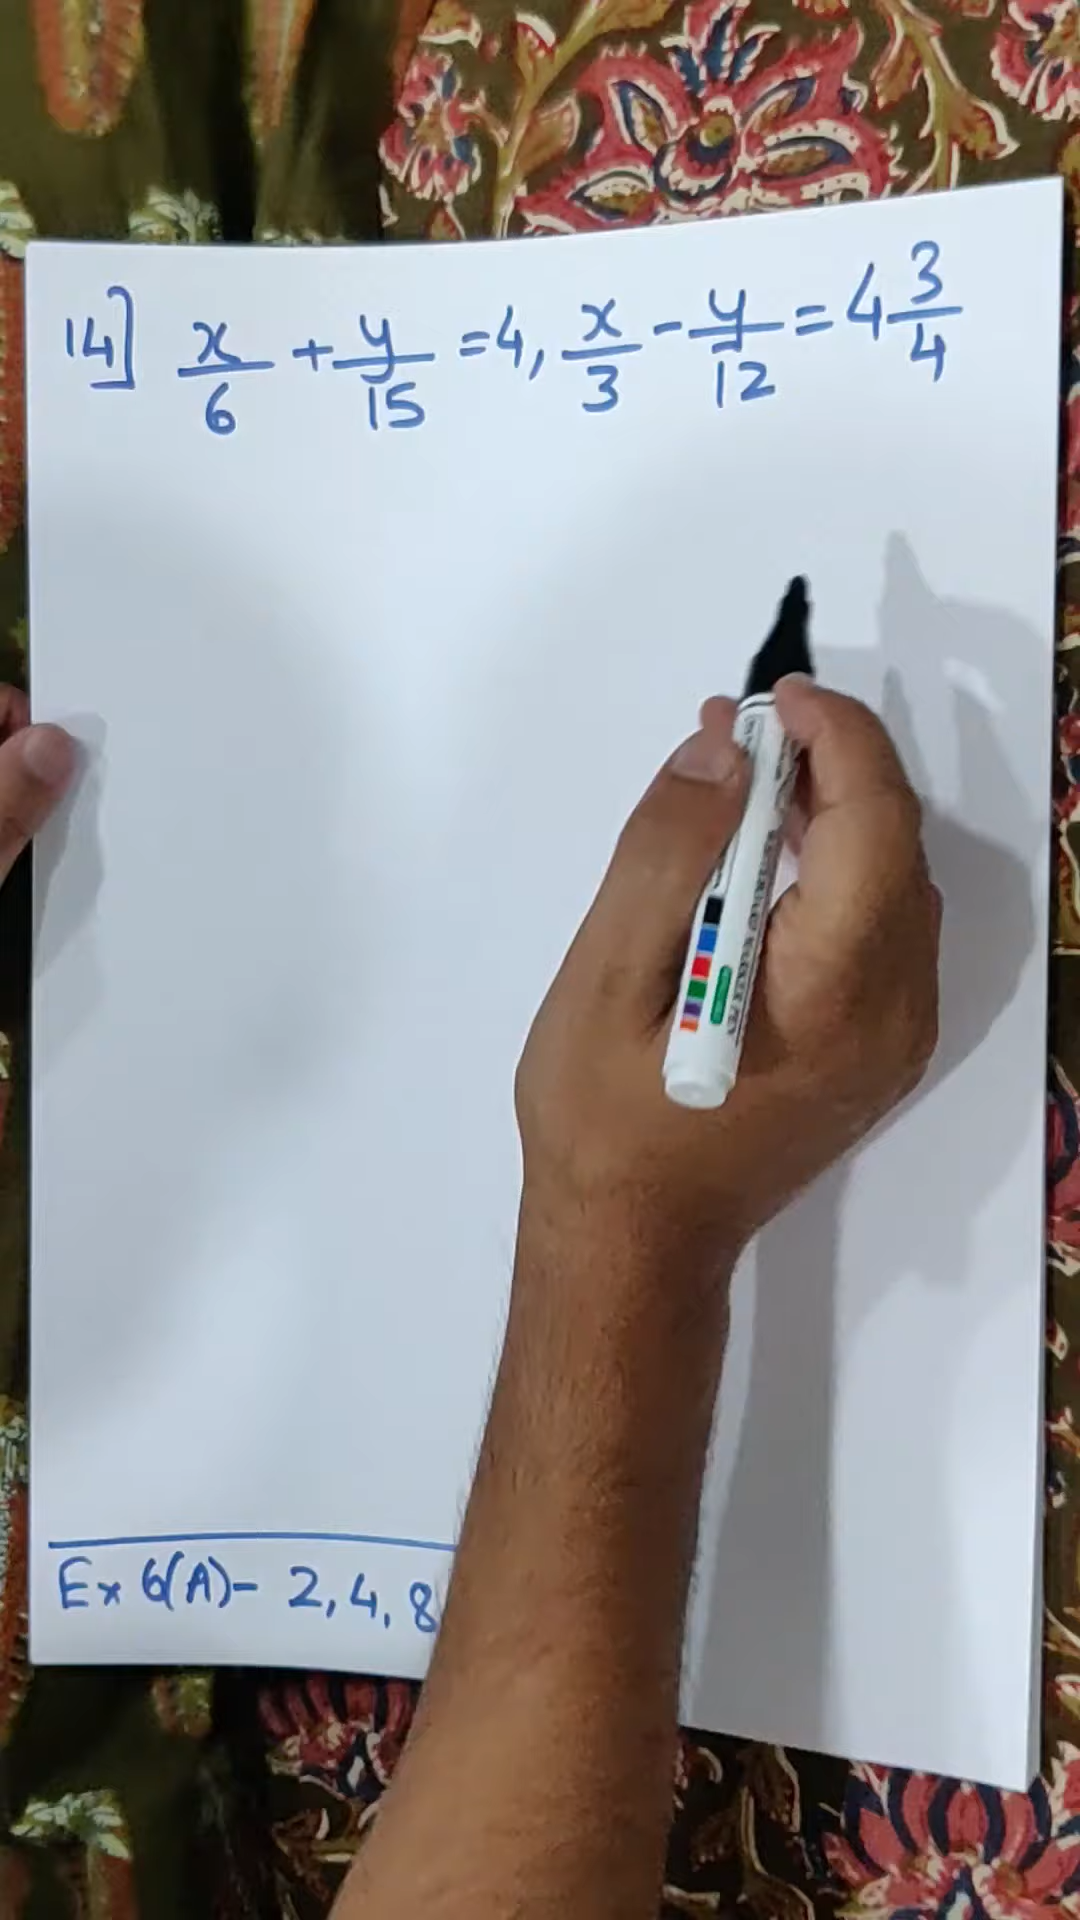 14] x/6 + y/15 = 4, x/3 - y/12 = 4 3/4
Ex 6(A)- 2, 4, 8